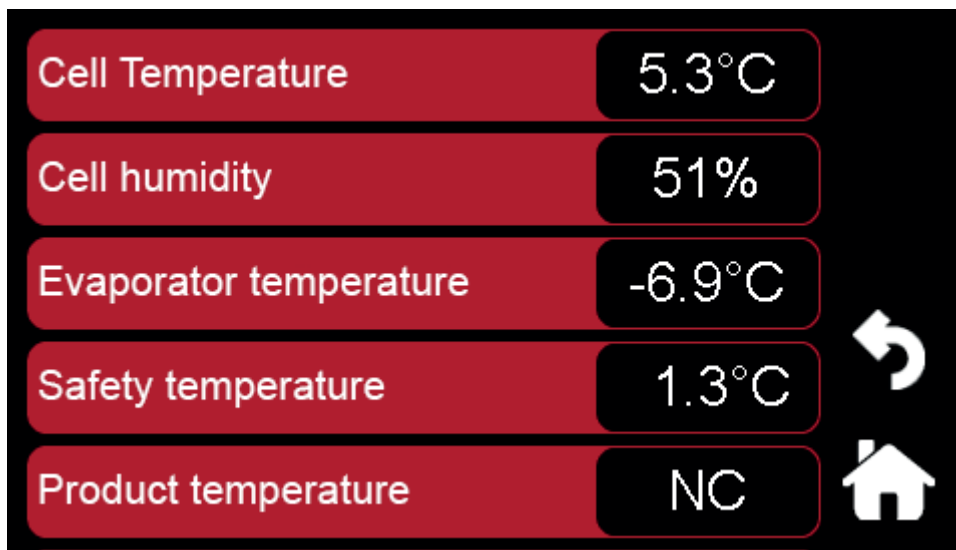 Cell Temperature 5.3°C
Cell humidity 51%
Evaporator temperature -6.9°C
Safety temperature 1.3°C
Product temperature NC